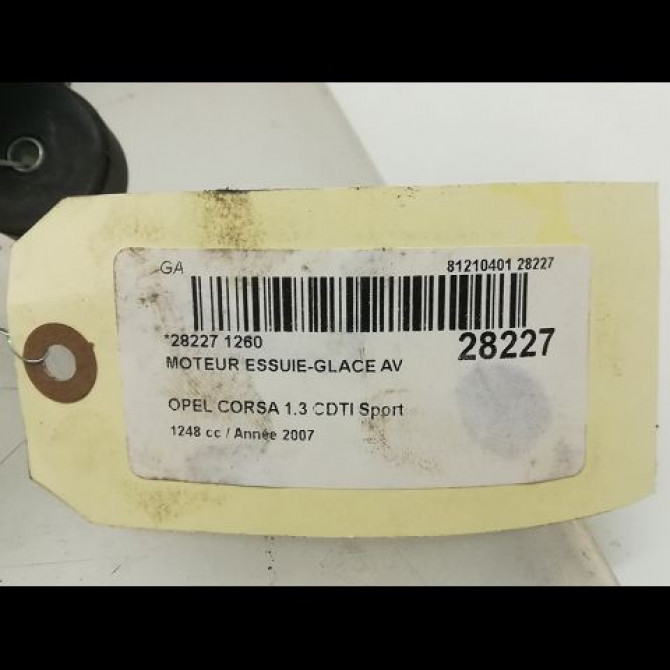 GA 81210401 28227
*28227 1260 28227
MOTEUR ESSUIE-GLACE AV
OPEL CORSA 1.3 CDTI Sport
1248 cc / Année 2007